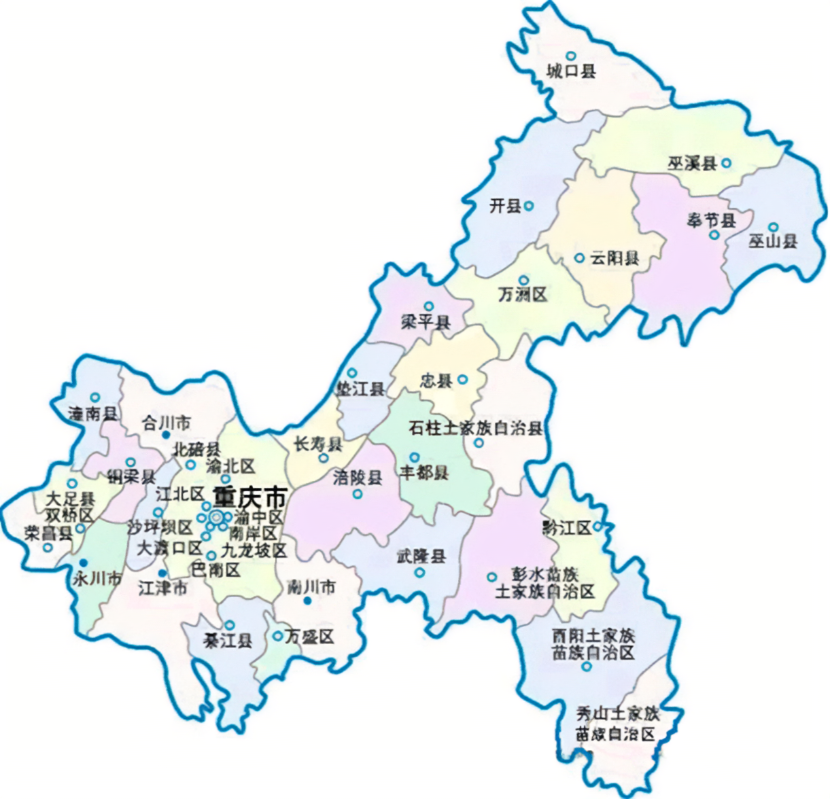 城口县
巫溪县
开县
奉节县
巫山县
云阳县
万洲区
梁平县
忠县
垫江县
潼南县
合川市
石柱土家族自治县
长寿县
北碚县
渝北区
涪陵县
丰都县
铜梁县
大足县
双桥区
江北区
重庆市
渝中区
沙坪坝区
南岸区
荣昌县
大渡口区
九龙坡区
黔江区
武隆县
巴南区
永川市
江津市
南川市
彭水苗族
土家族自治区
綦江县
万盛区
酉阳土家族
苗族自治区
秀山土家族
苗族自治区